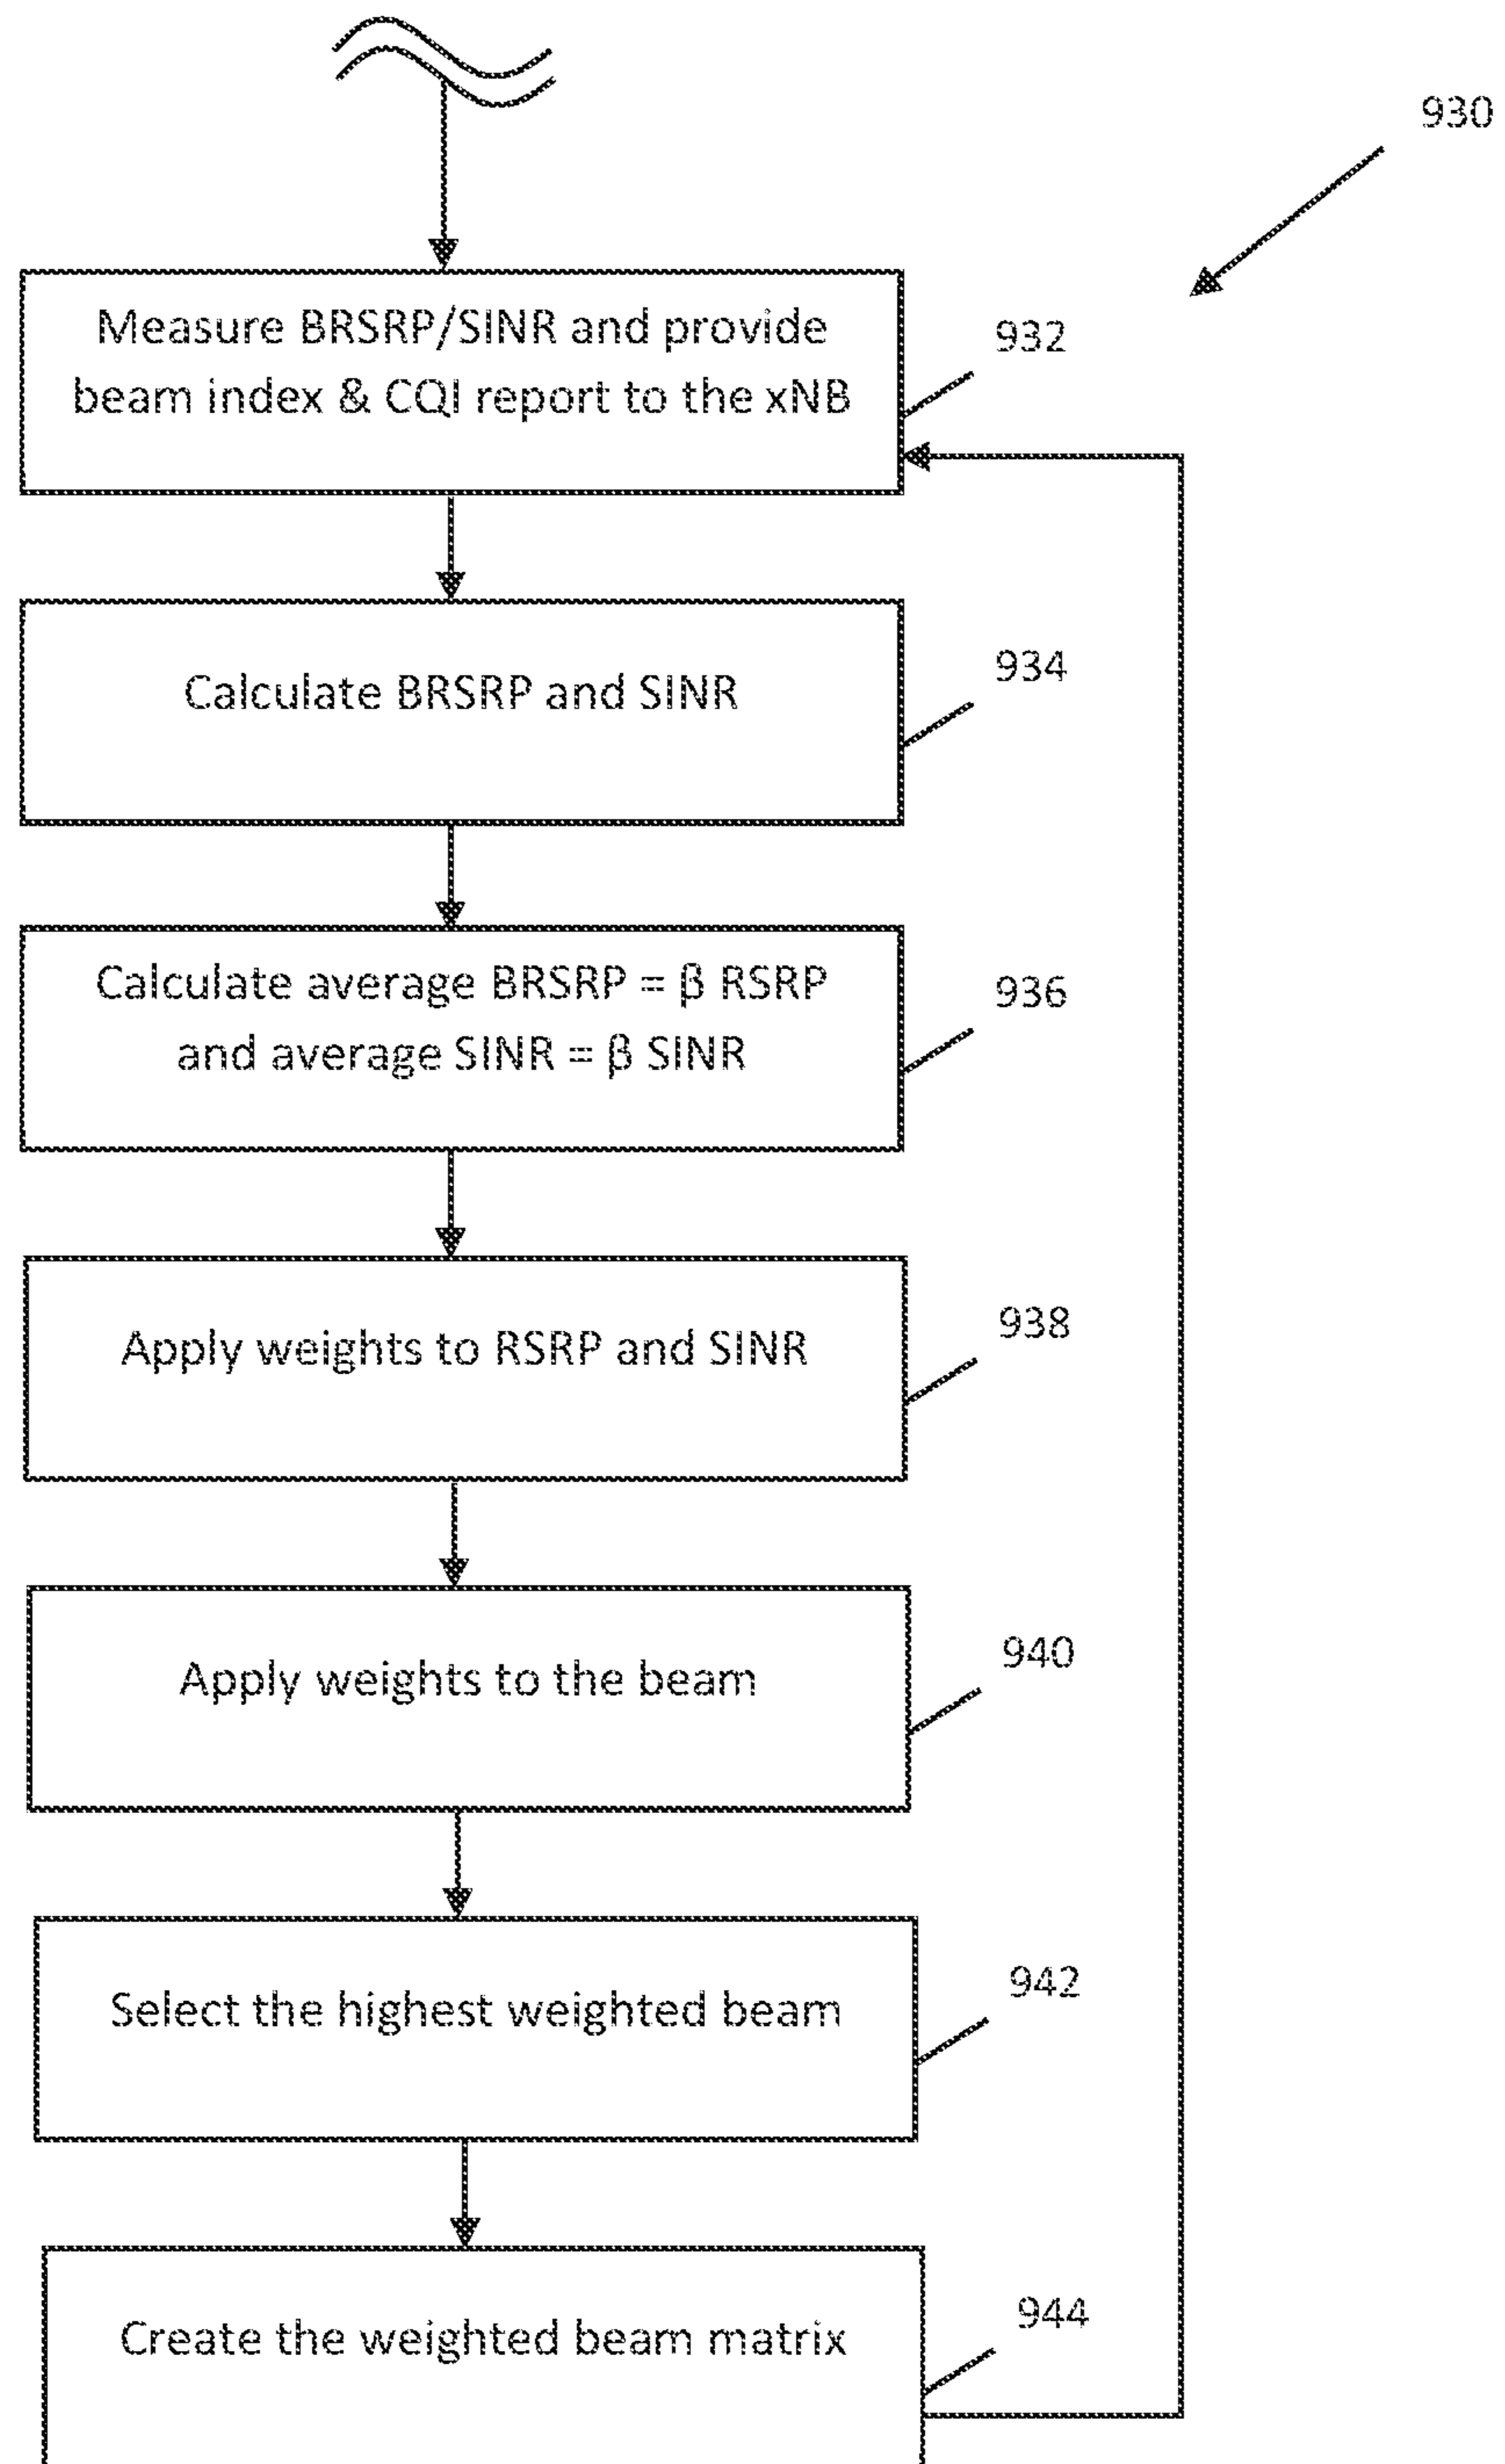 930
Measure BRSRP/SINR and provide
beam index & CQI report to the xNB
932
Calculate BRSRP and SINR
934
Calculate average BRSRP = β RSRP
and average SINR = β SINR
936
Apply weights to RSRP and SINR
938
Apply weights to the beam
940
Select the highest weighted beam
942
Create the weighted beam matrix
944